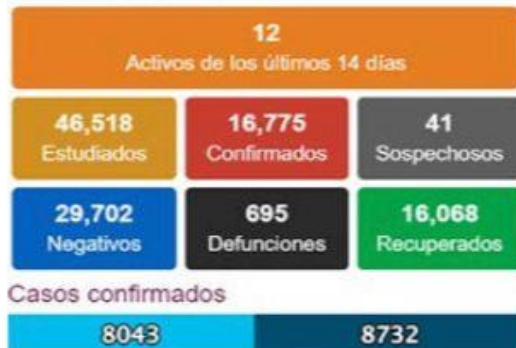 12
Activos de los últimos 14 días
46,518
Estudiados
16,775
Confirmados
41
Sospechosos
29,702
Negativos
695
Defunciones
16,068
Recuperados
Casos confirmados
8043
8732